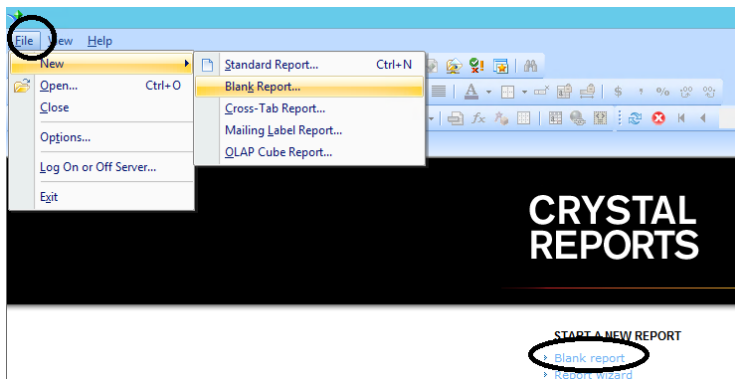 File View Help
New
Standard Report... Ctrl+N
Open... Ctrl+O
Blank Report...
Close
Cross-Tab Report...
Options...
Mailing Label Report...
OLAP Cube Report...
Log On or Off Server...
Exit
CRYSTAL
REPORTS
START A NEW REPORT
Blank report
Report wizard